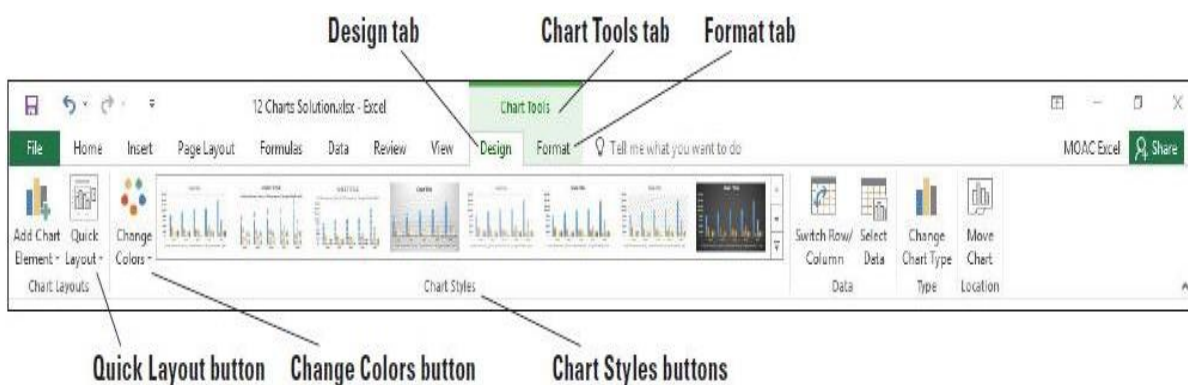 Design tab Chart Tools tab Format tab
12 Charts Solution.xlsx - Excel Chart Tools
File Home Insert Page Layout Formulas Data Review View Design Format Tell me what you want to do MOAC Excel Share
Add Chart Quick Change Switch Row/ Select Change Move
Element Layout Colors Column Data Chart Type Chart
Chart Layouts Chart Styles Data Type Location
Quick Layout button Change Colors button Chart Styles buttons